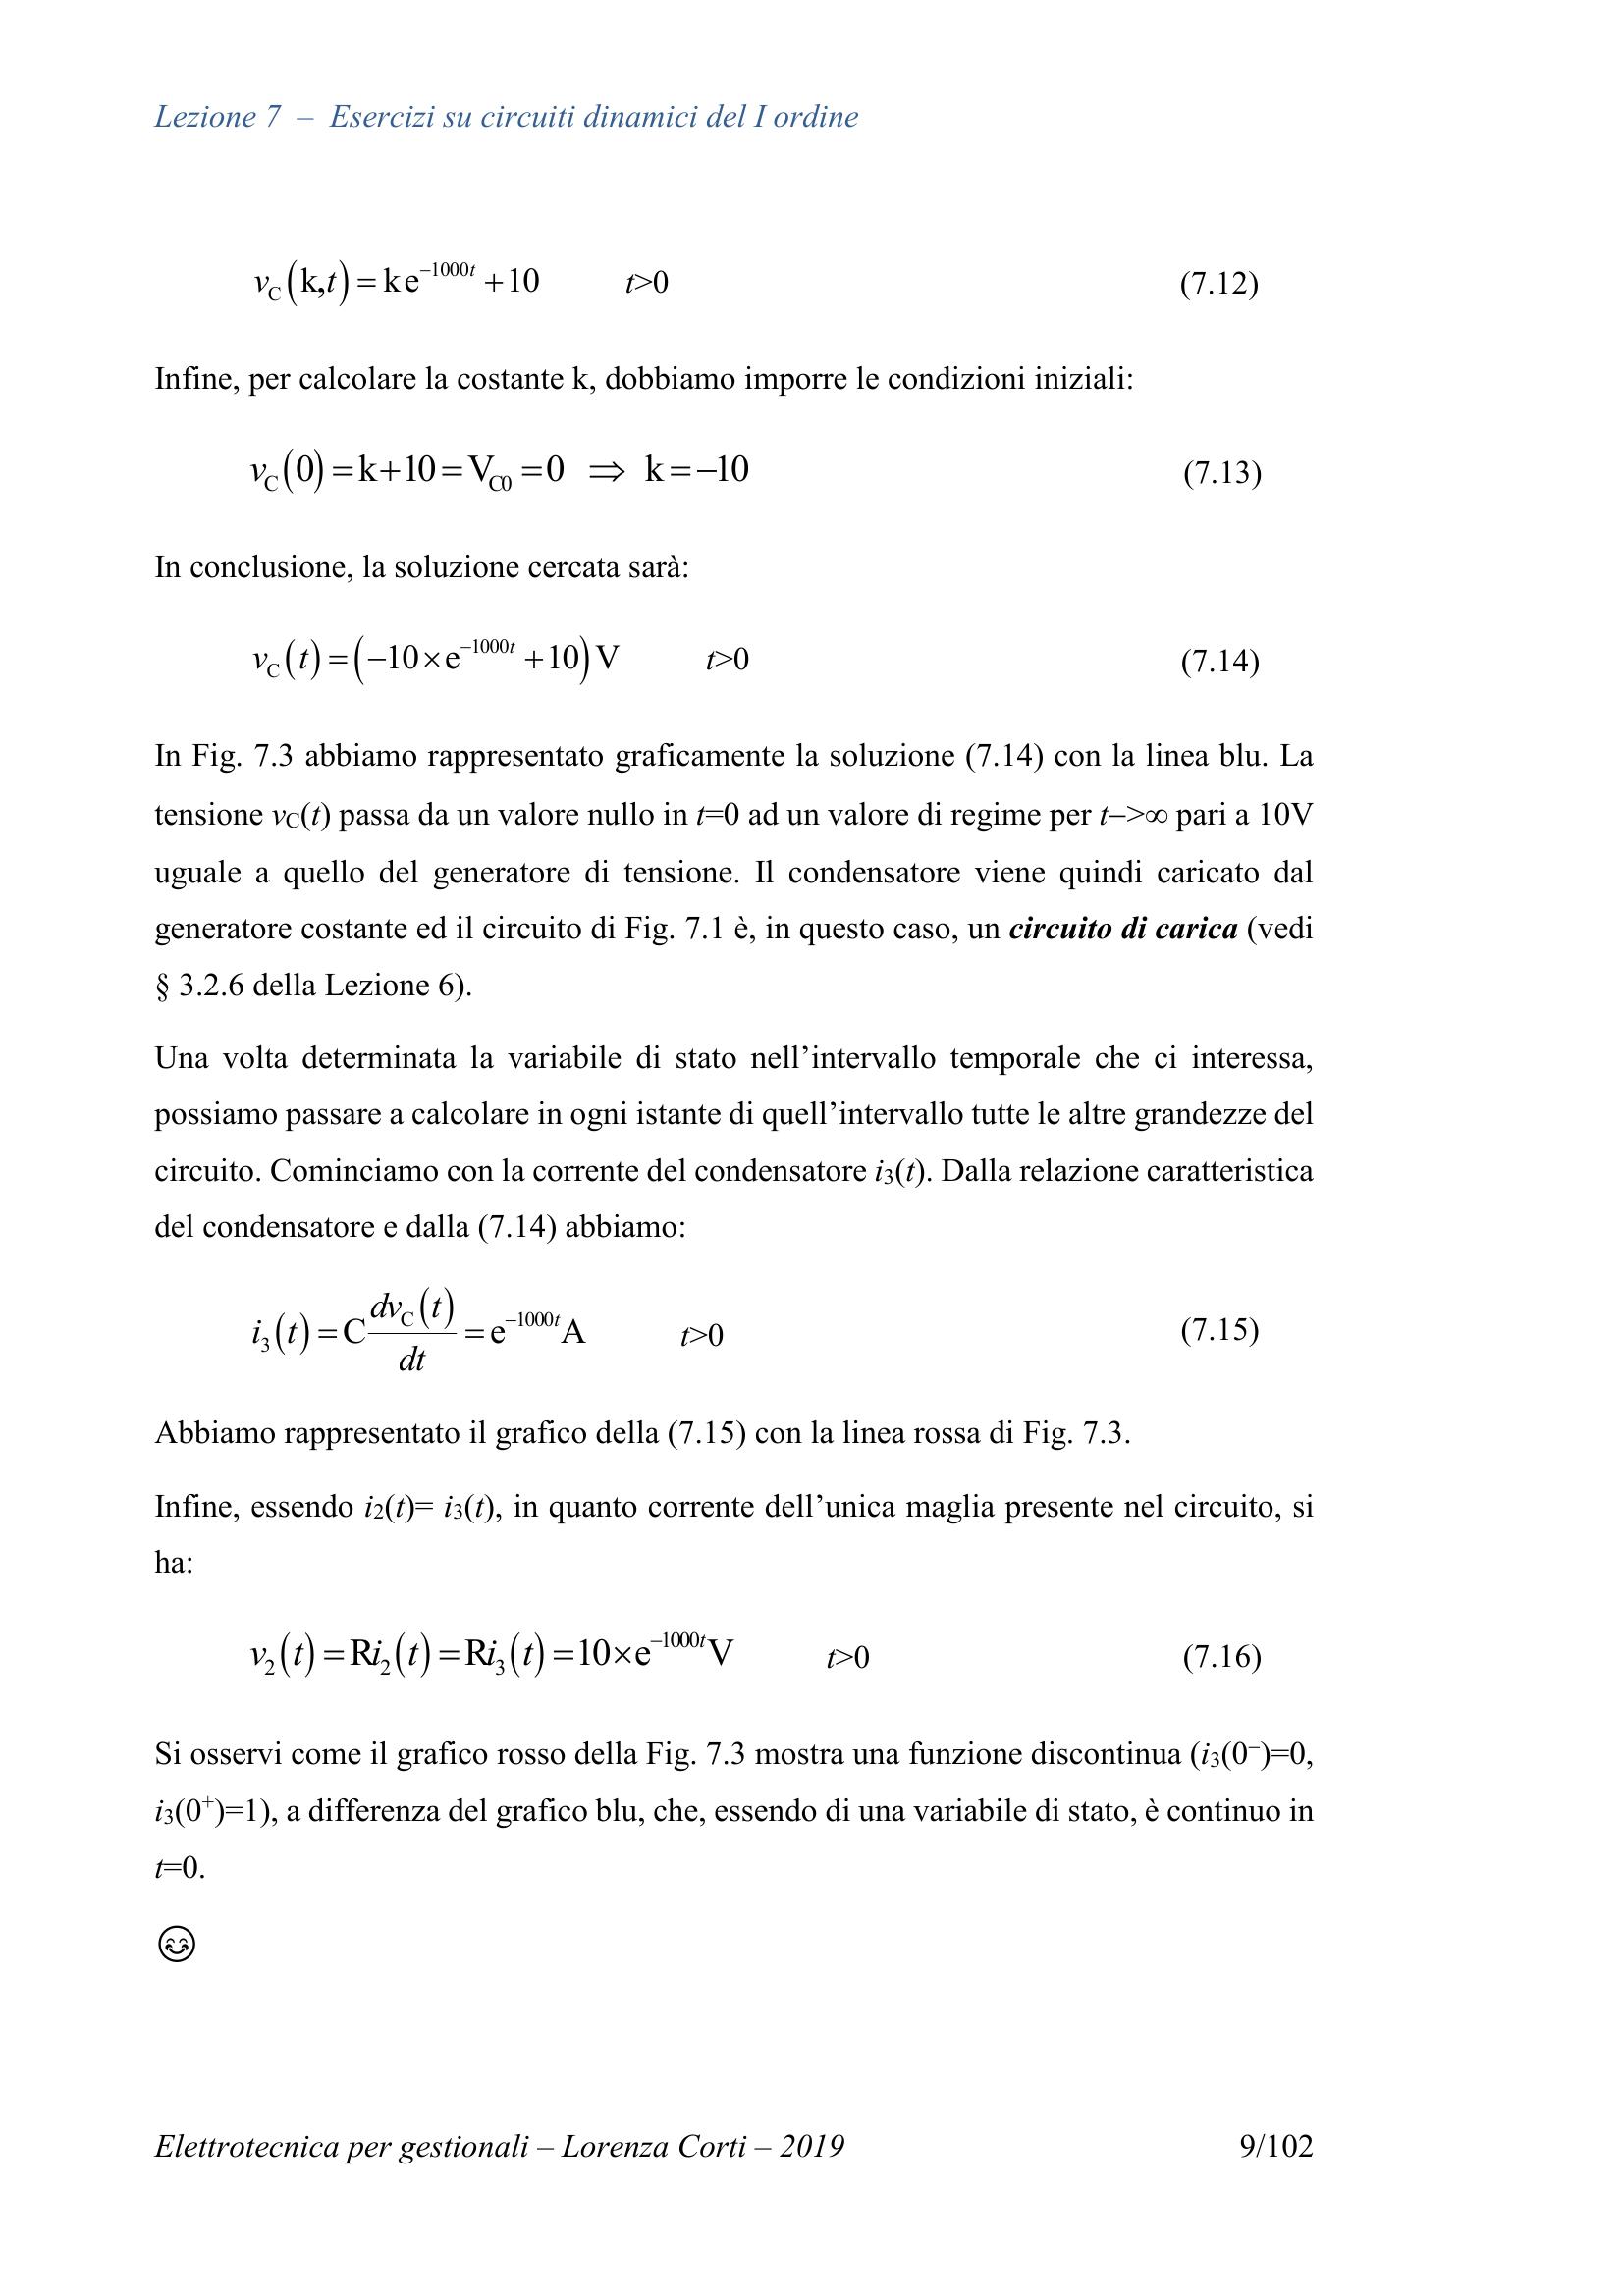 Lezione 7 – Esercizi su circuiti dinamici del I ordine
v_C(k,t) = k e^{–1000t} + 10 t>0 (7.12)
Infine, per calcolare la costante k, dobbiamo imporre le condizioni iniziali:
v_C(0) = k+10 = V_{C0} = 0 ⇒ k = –10 (7.13)
In conclusione, la soluzione cercata sarà:
v_C(t) = (–10 × e^{–1000t} + 10) V t>0 (7.14)
In Fig. 7.3 abbiamo rappresentato graficamente la soluzione (7.14) con la linea blu. La
tensione v_C(t) passa da un valore nullo in t=0 ad un valore di regime per t–>∞ pari a 10V
uguale a quello del generatore di tensione. Il condensatore viene quindi caricato dal
generatore costante ed il circuito di Fig. 7.1 è, in questo caso, un circuito di carica (vedi
§ 3.2.6 della Lezione 6).
Una volta determinata la variabile di stato nell’intervallo temporale che ci interessa,
possiamo passare a calcolare in ogni istante di quell’intervallo tutte le altre grandezze del
circuito. Cominciamo con la corrente del condensatore i_3(t). Dalla relazione caratteristica
del condensatore e dalla (7.14) abbiamo:
i_3(t) = C dv_C(t)/dt = e^{–1000t} A t>0 (7.15)
Abbiamo rappresentato il grafico della (7.15) con la linea rossa di Fig. 7.3.
Infine, essendo i_2(t)= i_3(t), in quanto corrente dell’unica maglia presente nel circuito, si
ha:
v_2(t) = Ri_2(t) = Ri_3(t) = 10×e^{–1000t} V t>0 (7.16)
Si osservi come il grafico rosso della Fig. 7.3 mostra una funzione discontinua (i_3(0^–)=0,
i_3(0^+)=1), a differenza del grafico blu, che, essendo di una variabile di stato, è continuo in
t=0.
😊
Elettrotecnica per gestionali – Lorenza Corti – 2019 9/102